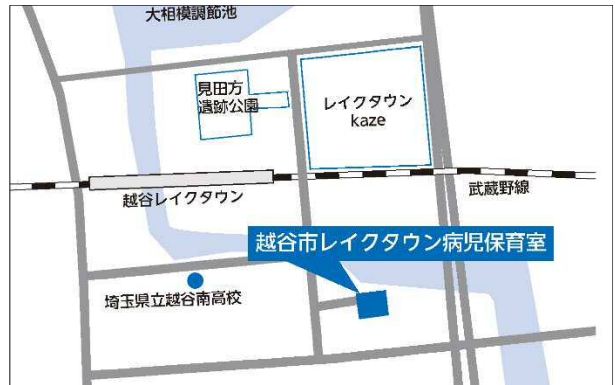 大相模調節池
見田方
遺跡公園
レイクタウン
kaze
越谷レイクタウン
武蔵野線
越谷市レイクタウン病児保育室
埼玉県立越谷南高校